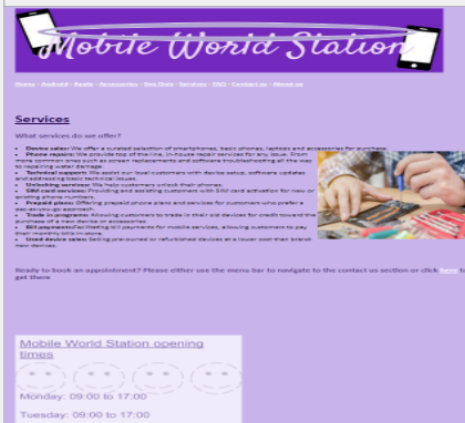 Mobile World Station
Home - Android - Apple - Accessories - Services - FAQ - Contact us - About us
Services
What services do we offer?
• Device sales: We offer a curated selection of smartphones, basic phones, laptops and accessories for purchase.
• Phone repairs: We provide top of the line, in-house repair services for any issue. From
more common ones such as screen replacements and software troubleshooting all the way
to repairing water damage.
• Technical support: We assist our loyal customers with device setup, software updates
and addressing basic technical issues.
• Unlocking services: We help customers unlock their phones.
• SIM card services: Providing and existing customers with SIM card activation for new or
existing phone numbers.
• Prepaid plans: Offering prepaid phone plans and services for customers who prefer a
pay-as-you-go approach.
• Trade in programs: Allowing customers to trade in their old devices for credit toward the
purchase of a new device or accessories.
• Bill payments: Facilitating bill payments for mobile services, allowing customers to pay
their monthly bills in-store.
• Used device sales: Selling pre-owned or refurbished devices at a lower cost than brand-
new devices.
Ready to book an appointment? Please either use the menu bar to navigate to the contact us section or click here to
get there
Mobile World Station opening
times
Monday: 09:00 to 17:00
Tuesday: 09:00 to 17:00